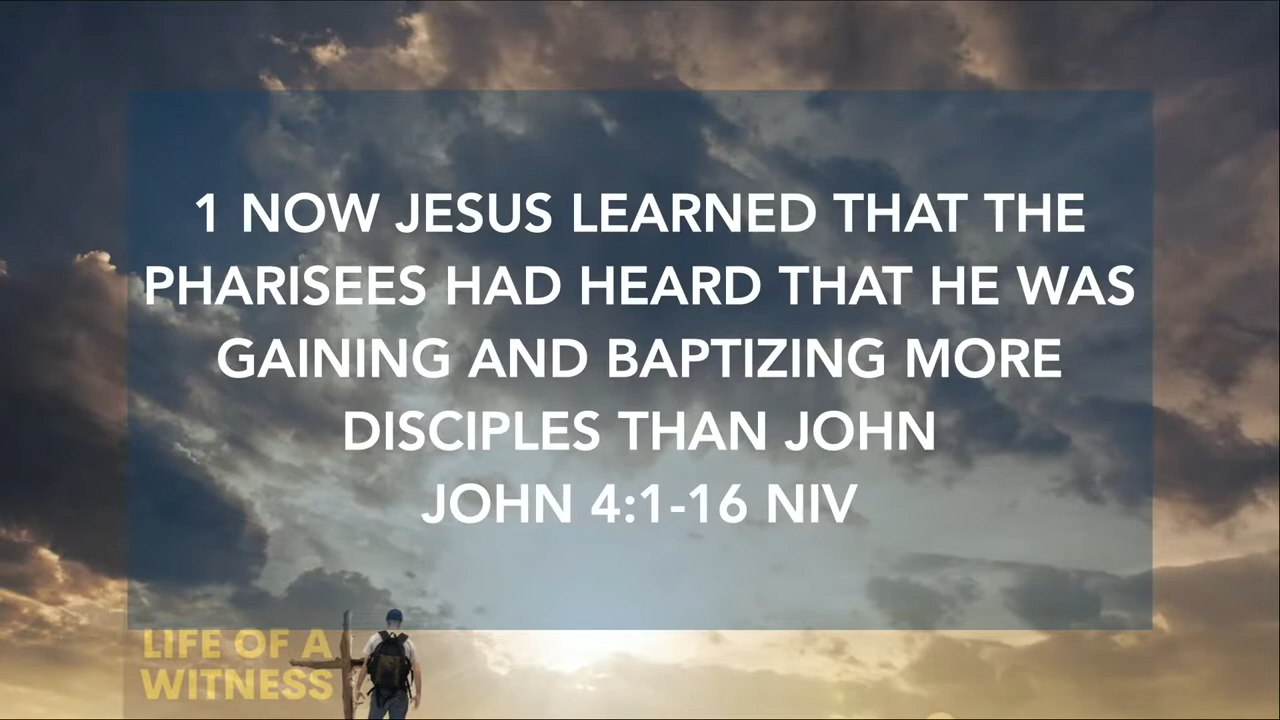 1 NOW JESUS LEARNED THAT THE
PHARISEES HAD HEARD THAT HE WAS
GAINING AND BAPTIZING MORE
DISCIPLES THAN JOHN
JOHN 4:1-16 NIV
LIFE OF A
WITNESS